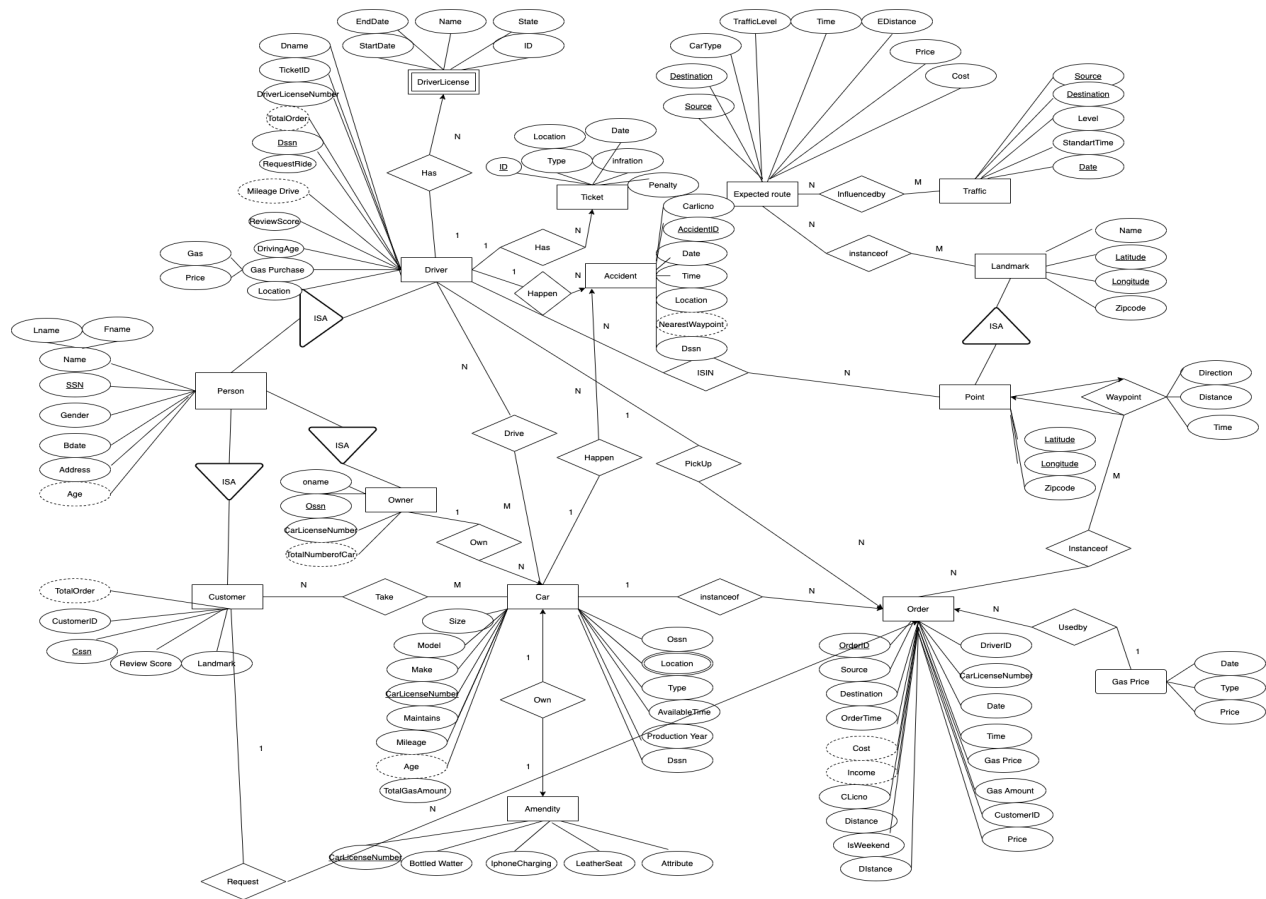 EndDate
Name
State
StartDate
ID
DriverLicense
Dname
TicketID
DriverLicenseNumber
TotalOrder
Dssn
RequestRide
Mileage Drive
ReviewScore
DrivingAge
Gas Purchase
Location
Gas
Price
N
Has
1
Driver
Location
Date
ID
Type
infration
Penalty
Ticket
1
Has
N
1
Happen
N
Accident
Carlicno
AccidentID
Date
Time
Location
NearestWaypoint
Dssn
TrafficLevel
Time
EDistance
CarType
Price
Destination
Cost
Source
Expected route
N
Influencedby
M
Traffic
Source
Destination
Level
StandartTime
Date
N
instanceof
M
Landmark
Name
Latitude
Longitude
Zipcode
ISA
Point
Latitude
Longitude
Zipcode
Waypoint
Direction
Distance
Time
M
Instanceof
N
ISIN
N
ISA
Lname
Fname
Name
SSN
Gender
Bdate
Address
Age
Person
ISA
ISA
oname
Ossn
CarLicenseNumber
TotalNumberofCar
Owner
1
Own
N
N
Drive
M
N
N
Happen
1
1
PickUp
N
TotalOrder
CustomerID
Cssn
Review Score
Landmark
Customer
N
Take
M
Car
1
instanceof
N
Order
Size
Model
Make
CarLicenseNumber
Maintains
Mileage
Age
TotalGasAmount
Ossn
Location
Type
AvailableTime
Production Year
Dssn
1
Own
1
Amendity
CarLicenseNumber
Bottled Watter
IphoneCharging
LeatherSeat
Attribute
1
Request
N
OrderID
Source
Destination
OrderTime
Cost
Income
CLicno
Distance
IsWeekend
DIstance
DriverID
CarLicenseNumber
Date
Time
Gas Price
Gas Amount
CustomerID
Price
N
Usedby
1
Gas Price
Date
Type
Price